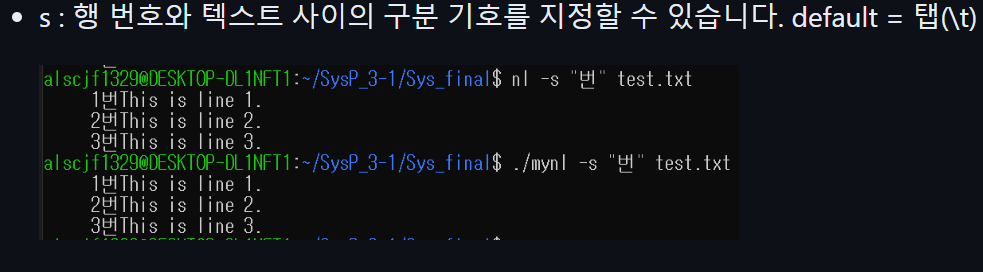 • s : 행 번호와 텍스트 사이의 구분 기호를 지정할 수 있습니다. default = 탭(\t)
alscjf1329@DESKTOP-DL1NFT1:~/SysP_3-1/Sys_final$ nl -s "번" test.txt
     1번This is line 1.
     2번This is line 2.
     3번This is line 3.
alscjf1329@DESKTOP-DL1NFT1:~/SysP_3-1/Sys_final$ ./mynl -s "번" test.txt
     1번This is line 1.
     2번This is line 2.
     3번This is line 3.